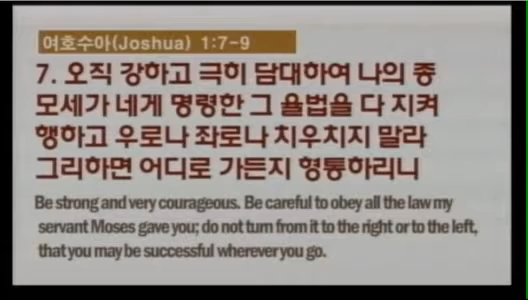 여호수아(Joshua) 1:7-9
7. 오직 강하고 극히 담대하여 나의 종
모세가 네게 명령한 그 율법을 다 지켜
행하고 우로나 좌로나 치우치지 말라
그리하면 어디로 가든지 형통하리니
Be strong and very courageous. Be careful to obey all the law my
servant Moses gave you; do not turn from it to the right or to the left,
that you may be successful wherever you go.